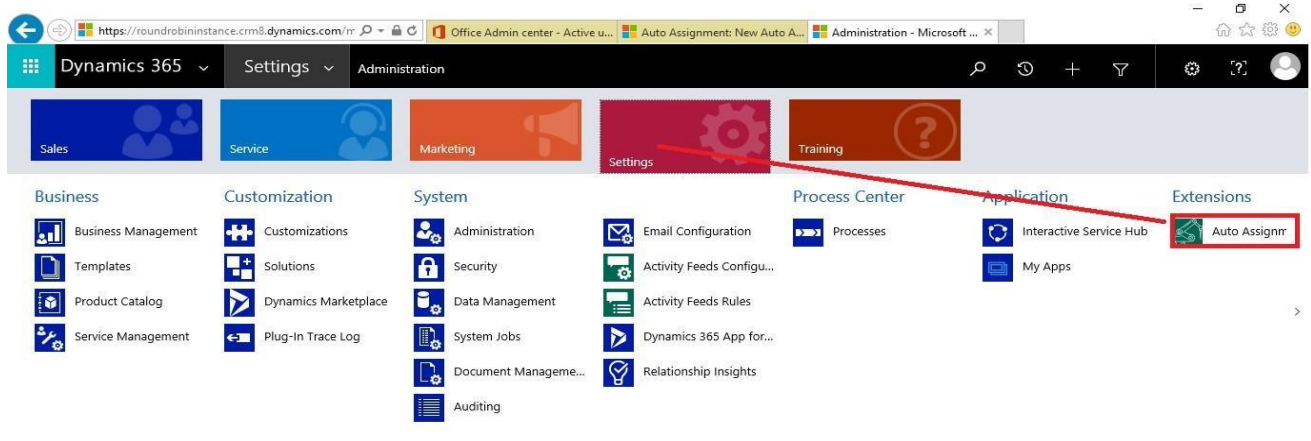 https://roundrobininstance.crm8.dynamics.com/m
Office Admin center - Active u...
Auto Assignment: New Auto A...
Administration - Microsoft ...
Dynamics 365
Settings
Administration
Sales
Service
Marketing
Settings
Training
Business
Customization
System
Process Center
Application
Extensions
Business Management
Customizations
Administration
Email Configuration
Processes
Interactive Service Hub
Auto Assignm
Templates
Solutions
Security
Activity Feeds Configu...
My Apps
Product Catalog
Dynamics Marketplace
Data Management
Activity Feeds Rules
Service Management
Plug-In Trace Log
System Jobs
Dynamics 365 App for...
Document Manageme...
Relationship Insights
Auditing